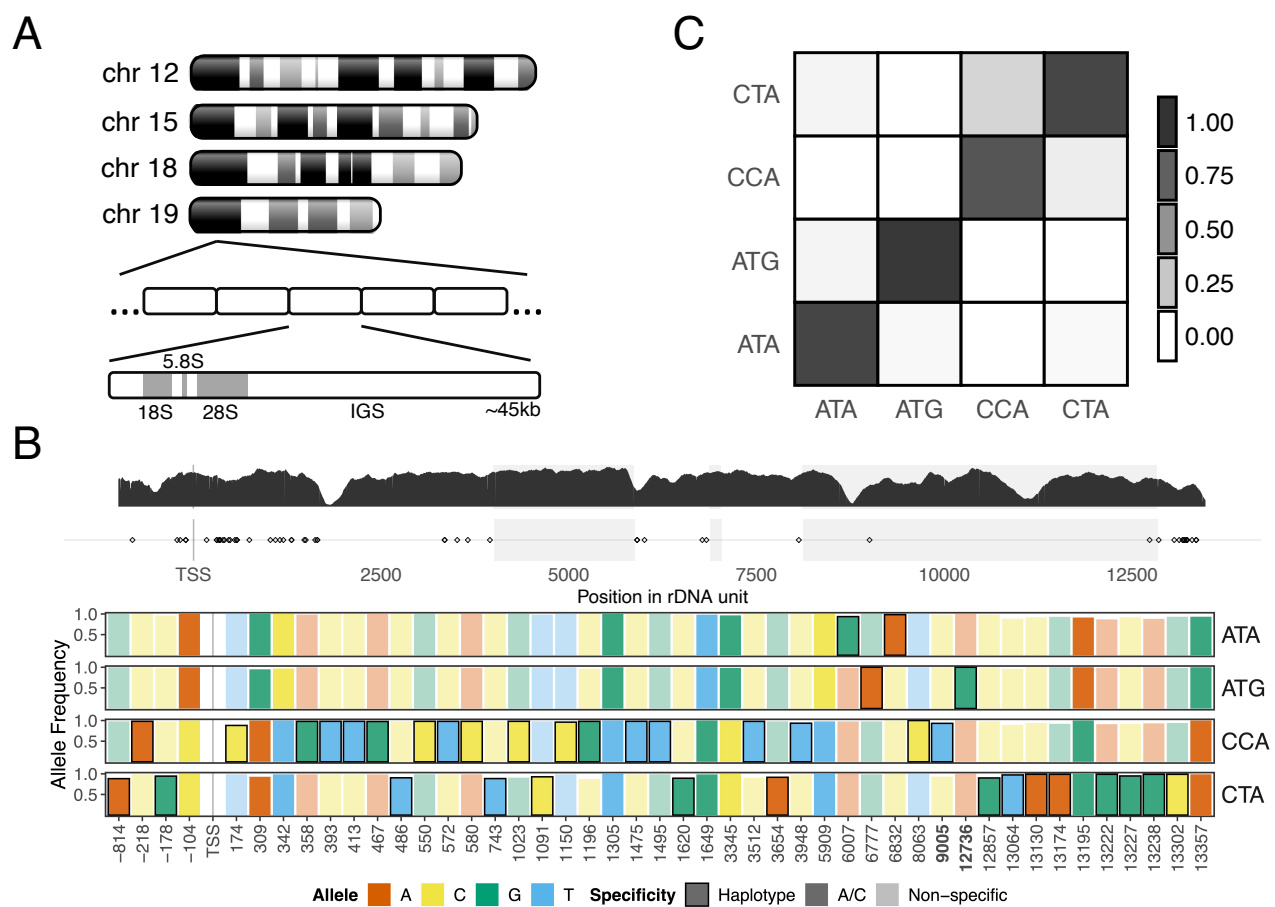 A
chr 12
chr 15
chr 18
chr 19
... ...
5.8S
18S 28S IGS ~45kb
C
CTA
CCA
ATG
ATA
ATA ATG CCA CTA
1.00
0.75
0.50
0.25
0.00
B
TSS 2500 5000 7500 10000 12500
Position in rDNA unit
Allele Frequency
1.0
0.5
ATA
1.0
0.5
ATG
1.0
0.5
CCA
1.0
0.5
CTA
−814 −218 −178 −104 TSS 174 309 342 358 393 413 467 486 550 572 580 743 1023 1091 1150 1196 1305 1475 1495 1620 1649 3345 3512 3654 3948 5909 6007 6777 6832 8063 9005 12736 12857 13064 13130 13174 13195 13222 13227 13238 13302 13357
Allele A C G T Specificity Haplotype A/C Non−specific